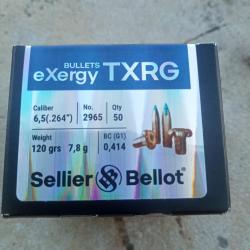 BULLETS
eXergy TXRG
Caliber No. Qty
6,5(.264") 2965 50
Weight BC (G1)
120 grs 7,8 g 0,414
Sellier Bellot